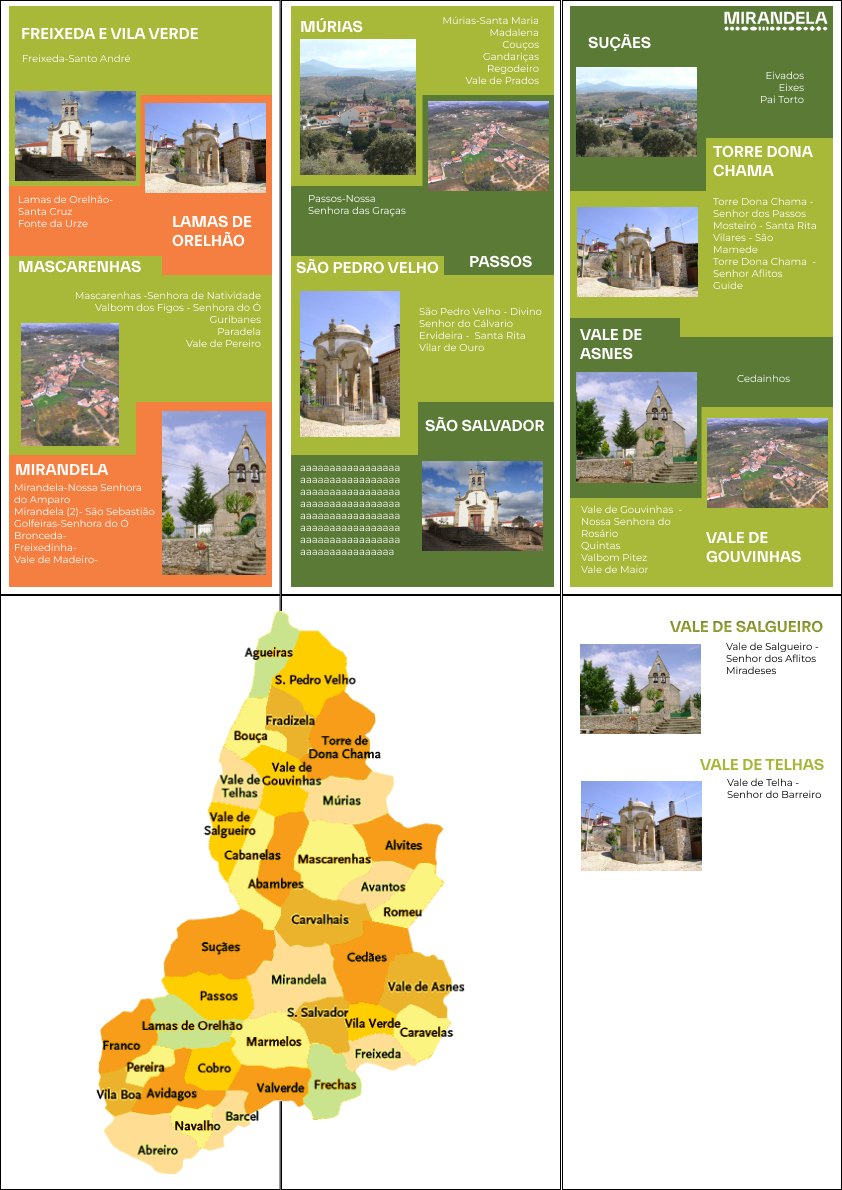 FREIXEDA E VILA VERDE
Freixeda-Santo André
Lamas de Orelhão-
Santa Cruz
Fonte da Urze
LAMAS DE
ORELHÃO
MASCARENHAS
Mascarenhas -Senhora de Natividade
Valbom dos Figos - Senhora do Ó
Guribanes
Paradela
Vale de Pereiro
MIRANDELA
Mirandela-Nossa Senhora
do Amparo
Mirandela (2)- São Sebastião
Golfeiras-Senhora do Ó
Bronceda-
Freixedinha-
Vale de Madeiro-
MÚRIAS
Múrias-Santa Maria
Madalena
Couços
Gandariças
Regodeiro
Vale de Prados
Passos-Nossa
Senhora das Graças
PASSOS
SÃO PEDRO VELHO
São Pedro Velho - Divino
Senhor do Cálvario
Ervideira - Santa Rita
Vilar de Ouro
SÃO SALVADOR
aaaaaaaaaaaaaaaaa
aaaaaaaaaaaaaaaaa
aaaaaaaaaaaaaaaaa
aaaaaaaaaaaaaaaaa
aaaaaaaaaaaaaaaaa
aaaaaaaaaaaaaaaaa
aaaaaaaaaaaaaaaaa
aaaaaaaaaaaaaaaa
MIRANDELA
SUÇÃES
Eivados
Eixes
Pai Torto
TORRE DONA
CHAMA
Torre Dona Chama -
Senhor dos Passos
Mosteiró - Santa Rita
Vilares - São
Mamede
Torre Dona Chama -
Senhor Aflitos
Guide
VALE DE
ASNES
Cedainhos
Vale de Gouvinhas -
Nossa Senhora do
Rosário
Quintas
Valbom Pitez
Vale de Maior
VALE DE
GOUVINHAS
Agueiras
S. Pedro Velho
Fradizela
Bouça
Torre de
Dona Chama
Vale de
Gouvinhas
Vale de
Telhas
Múrias
Vale de
Salgueiro
Cabanelas
Mascarenhas
Alvites
Abambres
Avantos
Romeu
Carvalhais
Suçães
Cedães
Mirandela
Vale de Asnes
Passos
S. Salvador
Lamas de Orelhão
Vila Verde
Caravelas
Franco
Marmelos
Freixeda
Pereira
Cobro
Vila Boa
Avidagos
Valverde
Frechas
Barcel
Navalho
Abreiro
VALE DE SALGUEIRO
Vale de Salgueiro -
Senhor dos Aflitos
Miradeses
VALE DE TELHAS
Vale de Telha -
Senhor do Barreiro